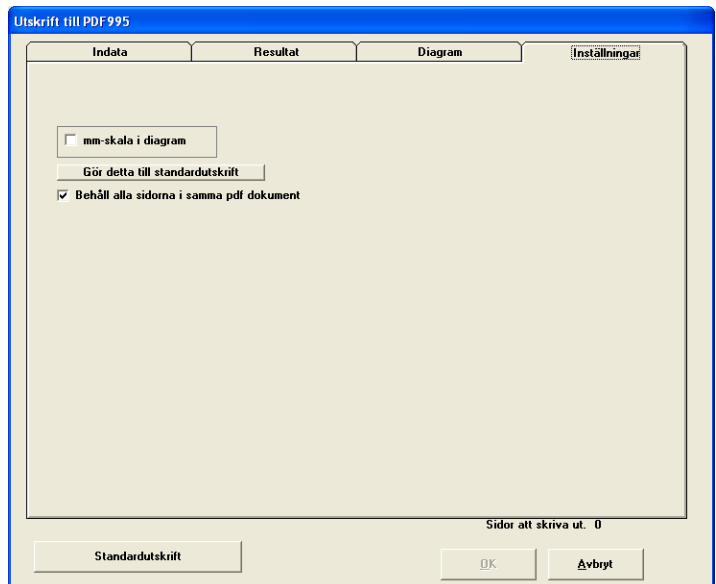 Utskrift till PDF995
Indata Resultat Diagram Inställningar
mm-skala i diagram
Gör detta till standardutskrift
Behåll alla sidorna i samma pdf dokument
Sidor att skriva ut. 0
Standardutskrift OK Avbryt